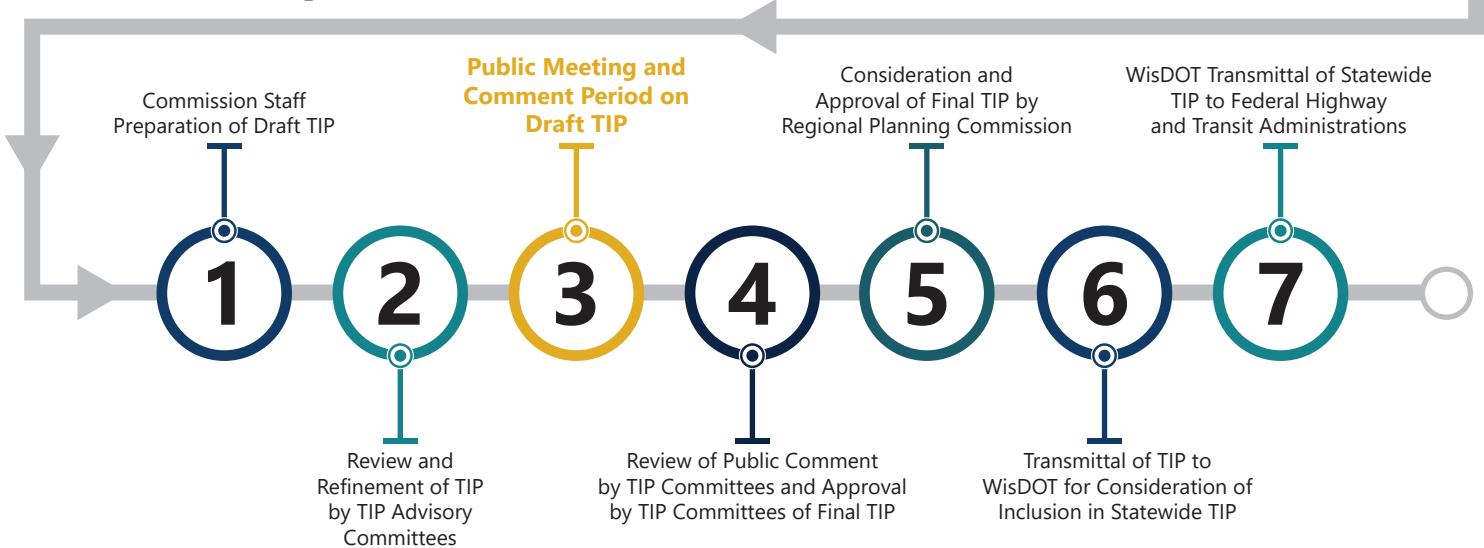 Commission Staff
Preparation of Draft TIP
1
Review and
Refinement of TIP
by TIP Advisory
Committees
2
Public Meeting and
Comment Period on
Draft TIP
3
Review of Public Comment
by TIP Committees and Approval
by TIP Committees of Final TIP
4
Consideration and
Approval of Final TIP by
Regional Planning Commission
5
Transmittal of TIP to
WisDOT for Consideration of
Inclusion in Statewide TIP
6
WisDOT Transmittal of Statewide
TIP to Federal Highway
and Transit Administrations
7